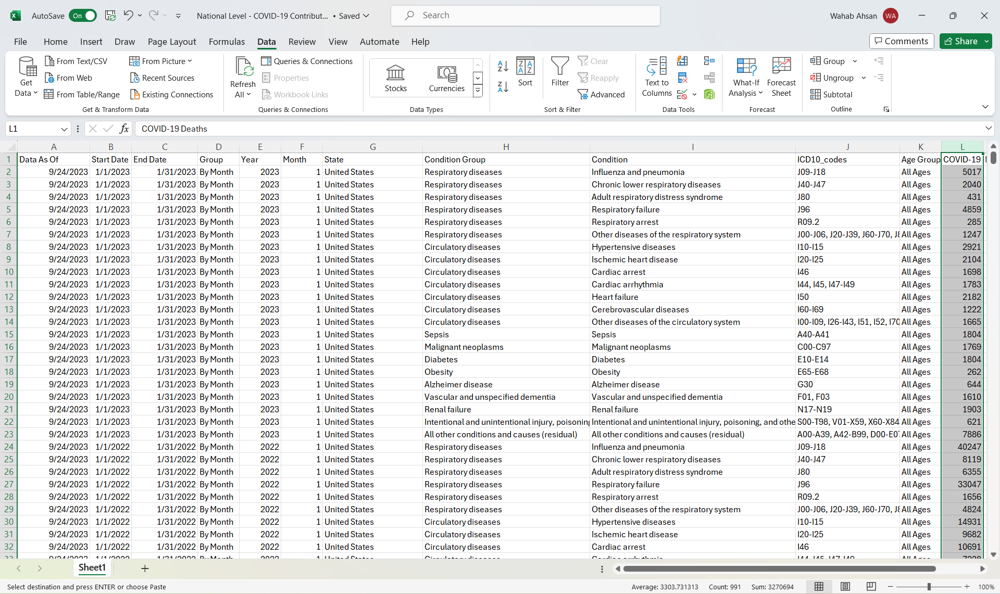 AutoSave On National Level - COVID-19 Contribut... • Saved Search Wahab Ahsan WA
File Home Insert Draw Page Layout Formulas Data Review View Automate Help Comments Share
Get Data
From Text/CSV
From Web
From Table/Range
From Picture
Recent Sources
Existing Connections
Get & Transform Data
Refresh All
Queries & Connections
Properties
Workbook Links
Queries & Connections
Stocks
Currencies
Data Types
Sort
Filter
Clear
Reapply
Advanced
Sort & Filter
Text to Columns
Data Tools
What-If Analysis
Forecast Sheet
Forecast
Group
Ungroup
Subtotal
Outline
L1 fx COVID-19 Deaths
A B C D E F G H I J K L
1 Data As Of Start Date End Date Group Year Month State Condition Group Condition ICD10_codes Age Group COVID-19
2 9/24/2023 1/1/2023 1/31/2023 By Month 2023 1 United States Respiratory diseases Influenza and pneumonia J09-J18 All Ages 5017
3 9/24/2023 1/1/2023 1/31/2023 By Month 2023 1 United States Respiratory diseases Chronic lower respiratory diseases J40-J47 All Ages 2040
4 9/24/2023 1/1/2023 1/31/2023 By Month 2023 1 United States Respiratory diseases Adult respiratory distress syndrome J80 All Ages 431
5 9/24/2023 1/1/2023 1/31/2023 By Month 2023 1 United States Respiratory diseases Respiratory failure J96 All Ages 4859
6 9/24/2023 1/1/2023 1/31/2023 By Month 2023 1 United States Respiratory diseases Respiratory arrest R09.2 All Ages 285
7 9/24/2023 1/1/2023 1/31/2023 By Month 2023 1 United States Respiratory diseases Other diseases of the respiratory system J00-J06, J20-J39, J60-J70, J8 All Ages 1247
8 9/24/2023 1/1/2023 1/31/2023 By Month 2023 1 United States Circulatory diseases Hypertensive diseases I10-I15 All Ages 2921
9 9/24/2023 1/1/2023 1/31/2023 By Month 2023 1 United States Circulatory diseases Ischemic heart disease I20-I25 All Ages 2104
10 9/24/2023 1/1/2023 1/31/2023 By Month 2023 1 United States Circulatory diseases Cardiac arrest I46 All Ages 1698
11 9/24/2023 1/1/2023 1/31/2023 By Month 2023 1 United States Circulatory diseases Cardiac arrhythmia I44, I45, I47-I49 All Ages 1783
12 9/24/2023 1/1/2023 1/31/2023 By Month 2023 1 United States Circulatory diseases Heart failure I50 All Ages 2182
13 9/24/2023 1/1/2023 1/31/2023 By Month 2023 1 United States Circulatory diseases Cerebrovascular diseases I60-I69 All Ages 1222
14 9/24/2023 1/1/2023 1/31/2023 By Month 2023 1 United States Circulatory diseases Other diseases of the circulatory system I00-I09, I26-I43, I51, I52, I70 All Ages 1665
15 9/24/2023 1/1/2023 1/31/2023 By Month 2023 1 United States Sepsis Sepsis A40-A41 All Ages 1804
16 9/24/2023 1/1/2023 1/31/2023 By Month 2023 1 United States Malignant neoplasms Malignant neoplasms C00-C97 All Ages 1769
17 9/24/2023 1/1/2023 1/31/2023 By Month 2023 1 United States Diabetes Diabetes E10-E14 All Ages 1804
18 9/24/2023 1/1/2023 1/31/2023 By Month 2023 1 United States Obesity Obesity E65-E68 All Ages 262
19 9/24/2023 1/1/2023 1/31/2023 By Month 2023 1 United States Alzheimer disease Alzheimer disease G30 All Ages 644
20 9/24/2023 1/1/2023 1/31/2023 By Month 2023 1 United States Vascular and unspecified dementia Vascular and unspecified dementia F01, F03 All Ages 1610
21 9/24/2023 1/1/2023 1/31/2023 By Month 2023 1 United States Renal failure Renal failure N17-N19 All Ages 1903
22 9/24/2023 1/1/2023 1/31/2023 By Month 2023 1 United States Intentional and unintentional injury, poisoning Intentional and unintentional injury, poisoning, and othe S00-T98, V01-X59, X60-X84 All Ages 621
23 9/24/2023 1/1/2023 1/31/2023 By Month 2023 1 United States All other conditions and causes (residual) All other conditions and causes (residual) A00-A39, A42-B99, D00-E07 All Ages 7886
24 9/24/2023 1/1/2022 1/31/2022 By Month 2022 1 United States Respiratory diseases Influenza and pneumonia J09-J18 All Ages 40247
25 9/24/2023 1/1/2022 1/31/2022 By Month 2022 1 United States Respiratory diseases Chronic lower respiratory diseases J40-J47 All Ages 8119
26 9/24/2023 1/1/2022 1/31/2022 By Month 2022 1 United States Respiratory diseases Adult respiratory distress syndrome J80 All Ages 6355
27 9/24/2023 1/1/2022 1/31/2022 By Month 2022 1 United States Respiratory diseases Respiratory failure J96 All Ages 33047
28 9/24/2023 1/1/2022 1/31/2022 By Month 2022 1 United States Respiratory diseases Respiratory arrest R09.2 All Ages 1656
29 9/24/2023 1/1/2022 1/31/2022 By Month 2022 1 United States Respiratory diseases Other diseases of the respiratory system J00-J06, J20-J39, J60-J70, J8 All Ages 4824
30 9/24/2023 1/1/2022 1/31/2022 By Month 2022 1 United States Circulatory diseases Hypertensive diseases I10-I15 All Ages 14931
31 9/24/2023 1/1/2022 1/31/2022 By Month 2022 1 United States Circulatory diseases Ischemic heart disease I20-I25 All Ages 9682
32 9/24/2023 1/1/2022 1/31/2022 By Month 2022 1 United States Circulatory diseases Cardiac arrest I46 All Ages 10691
Sheet1
Select destination and press ENTER or choose Paste Average: 3303.731313 Count: 991 Sum: 3270694 100%